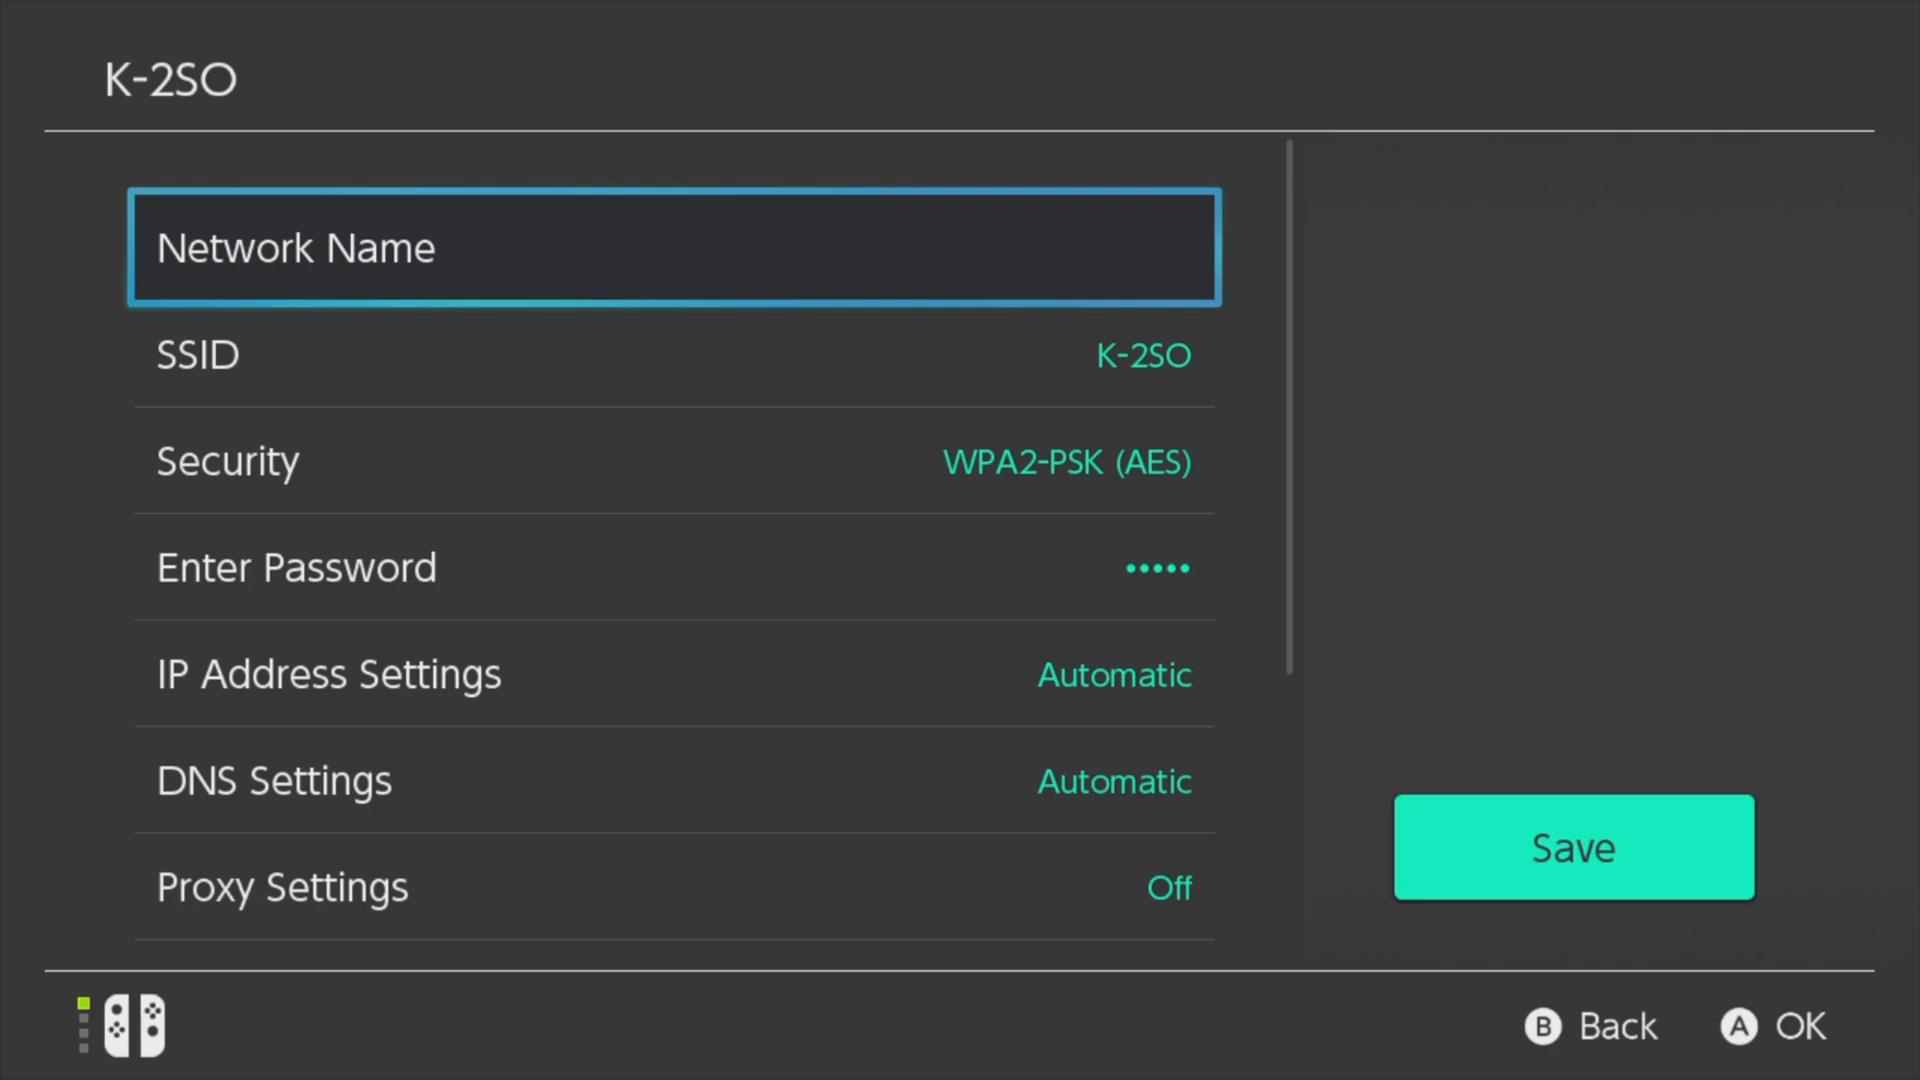 K-2SO
Network Name
SSID K-2SO
Security WPA2-PSK (AES)
Enter Password •••••
IP Address Settings Automatic
DNS Settings Automatic
Proxy Settings Off
Save
B Back A OK